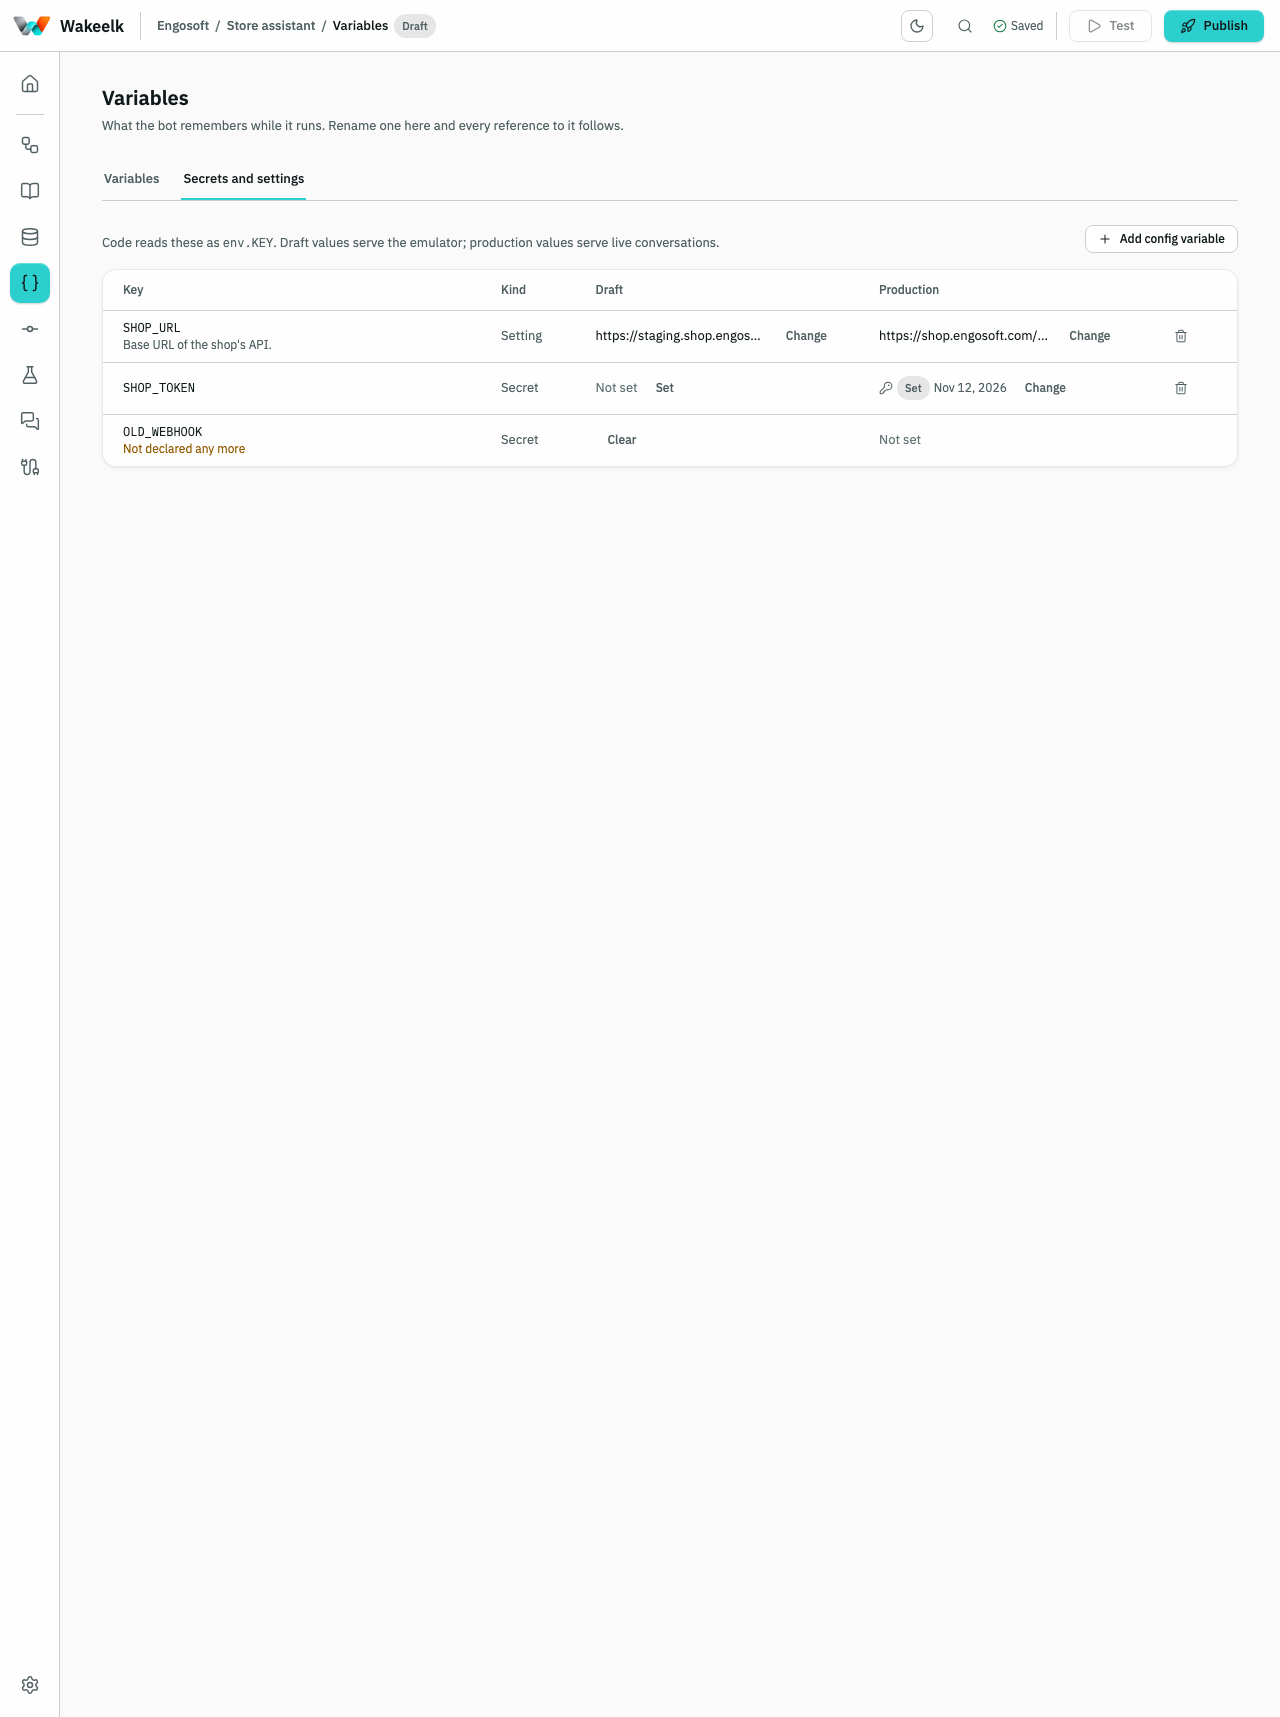 Wakeelk
Engosoft / Store assistant / Variables Draft
Saved Test Publish
Variables
What the bot remembers while it runs. Rename one here and every reference to it follows.
Variables Secrets and settings
Code reads these as env.KEY. Draft values serve the emulator; production values serve live conversations.
Add config variable
Key Kind Draft Production
SHOP_URL
Base URL of the shop's API.
Setting https://staging.shop.engos... Change https://shop.engosoft.com/... Change
SHOP_TOKEN Secret Not set Set Set Nov 12, 2026 Change
OLD_WEBHOOK
Not declared any more
Secret Clear Not set